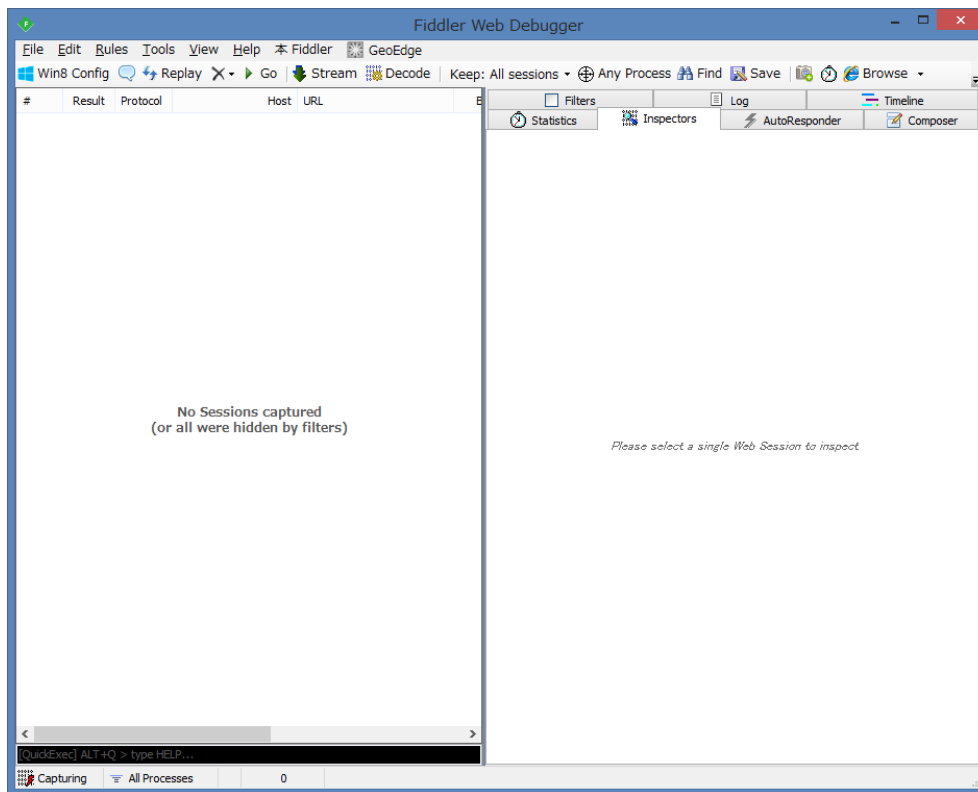 Fiddler Web Debugger
File Edit Rules Tools View Help 本 Fiddler GeoEdge
Win8 Config Replay Go Stream Decode Keep: All sessions Any Process Find Save Browse
# Result Protocol Host URL B
Filters Log Timeline
Statistics Inspectors AutoResponder Composer
No Sessions captured
(or all were hidden by filters)
Please select a single Web Session to inspect
[QuickExec] ALT+Q > type HELP...
Capturing All Processes 0